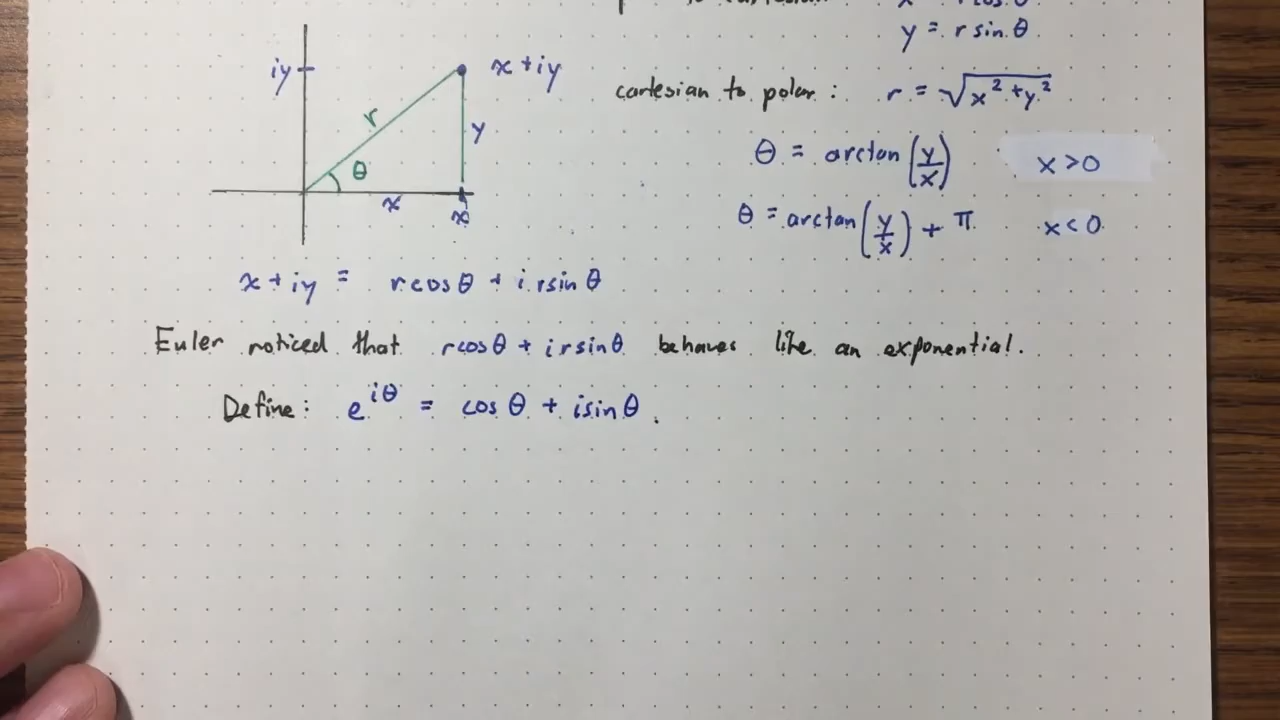 y = r sin θ
iy
x + iy
cartesian to polar : r = √(x² + y²)
r
y
θ = arctan (y/x) x > 0
θ
x
x
θ = arctan (y/x) + π x < 0
x + iy = r cos θ + i r sin θ
Euler noticed that r cos θ + i r sin θ behaves like an exponential.
Define : e^{iθ} = cos θ + i sin θ.